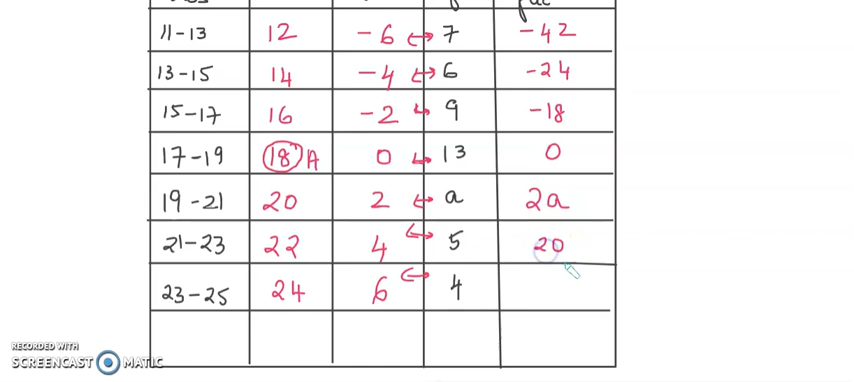 11-13 12 -6 ↔ 7 -42
13-15 14 -4 ↔ 6 -24
15-17 16 -2 ↔ 9 -18
17-19 18 A 0 ↔ 13 0
19-21 20 2 ↔ a 2a
21-23 22 4 ↔ 5 20
23-25 24 6 ↔ 4
RECORDED WITH
SCREENCAST MATIC